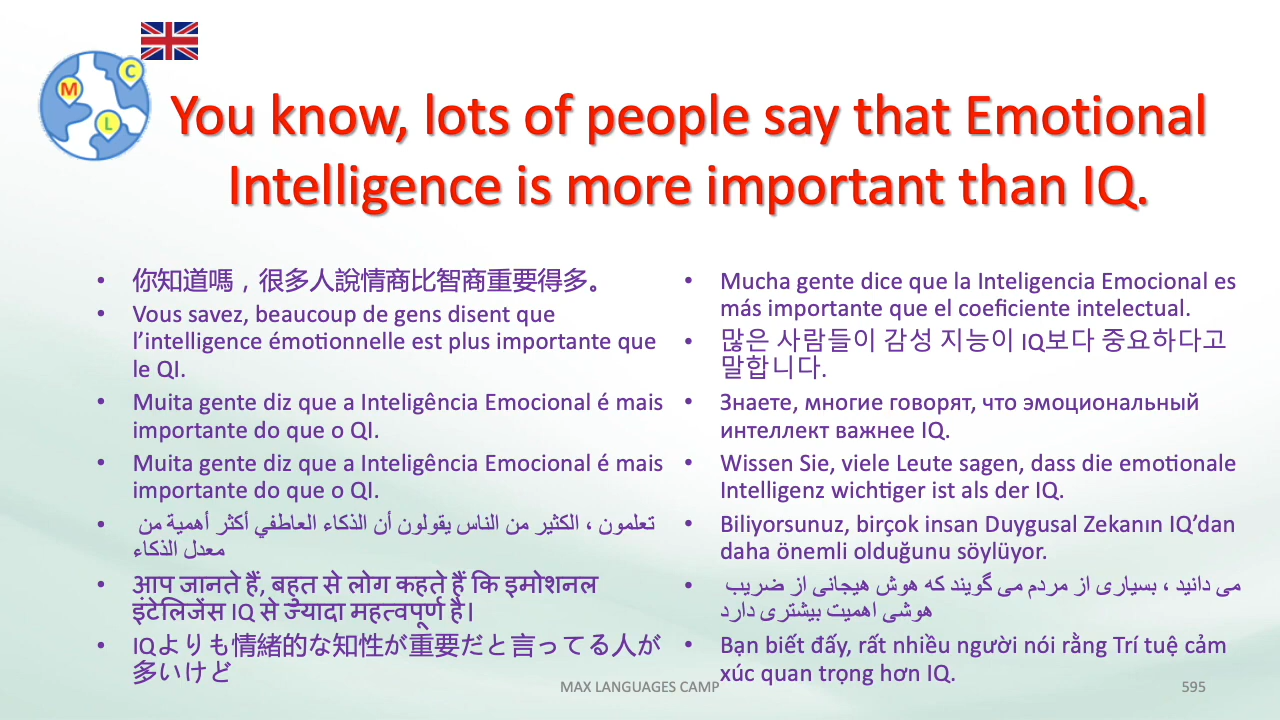 M
C
L
You know, lots of people say that Emotional
Intelligence is more important than IQ.
• 你知道嗎，很多人說情商比智商重要得多。
• Vous savez, beaucoup de gens disent que
l’intelligence émotionnelle est plus importante que
le QI.
• Muita gente diz que a Inteligência Emocional é mais
importante do que o QI.
• Muita gente diz que a Inteligência Emocional é mais
importante do que o QI.
• تعلمون ، الكثير من الناس يقولون أن الذكاء العاطفي أكثر أهمية من
معدل الذكاء
• आप जानते हैं, बहुत से लोग कहते हैं कि इमोशनल
इंटेलिजेंस IQ से ज्यादा महत्वपूर्ण है।
• IQよりも情緒的な知性が重要だと言ってる人が
多いけど
• Mucha gente dice que la Inteligencia Emocional es
más importante que el coeficiente intelectual.
• 많은 사람들이 감성 지능이 IQ보다 중요하다고
말합니다.
• Знаете, многие говорят, что эмоциональный
интеллект важнее IQ.
• Wissen Sie, viele Leute sagen, dass die emotionale
Intelligenz wichtiger ist als der IQ.
• Biliyorsunuz, birçok insan Duygusal Zekanın IQ’dan
daha önemli olduğunu söylüyor.
• می دانید ، بسیاری از مردم می گویند که هوش هیجانی از ضریب
هوشی اهمیت بیشتری دارد
• Bạn biết đấy, rất nhiều người nói rằng Trí tuệ cảm
xúc quan trọng hơn IQ.
MAX LANGUAGES CAMP
595